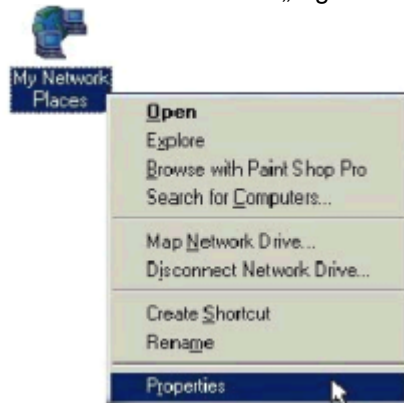 My Network
Places
Open
Explore
Browse with Paint Shop Pro
Search for Computers...
Map Network Drive...
Disconnect Network Drive...
Create Shortcut
Rename
Properties